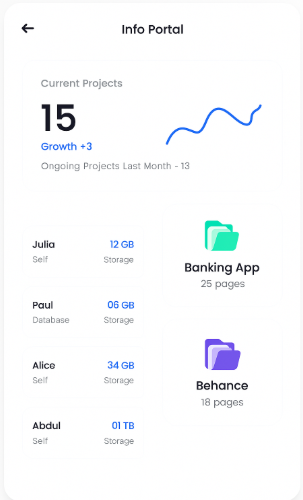 Info Portal
Current Projects
15
Growth +3
Ongoing Projects Last Month - 13
Julia 12 GB
Self Storage
Paul 06 GB
Database Storage
Alice 34 GB
Self Storage
Abdul 01 TB
Self Storage
Banking App
25 pages
Behance
18 pages